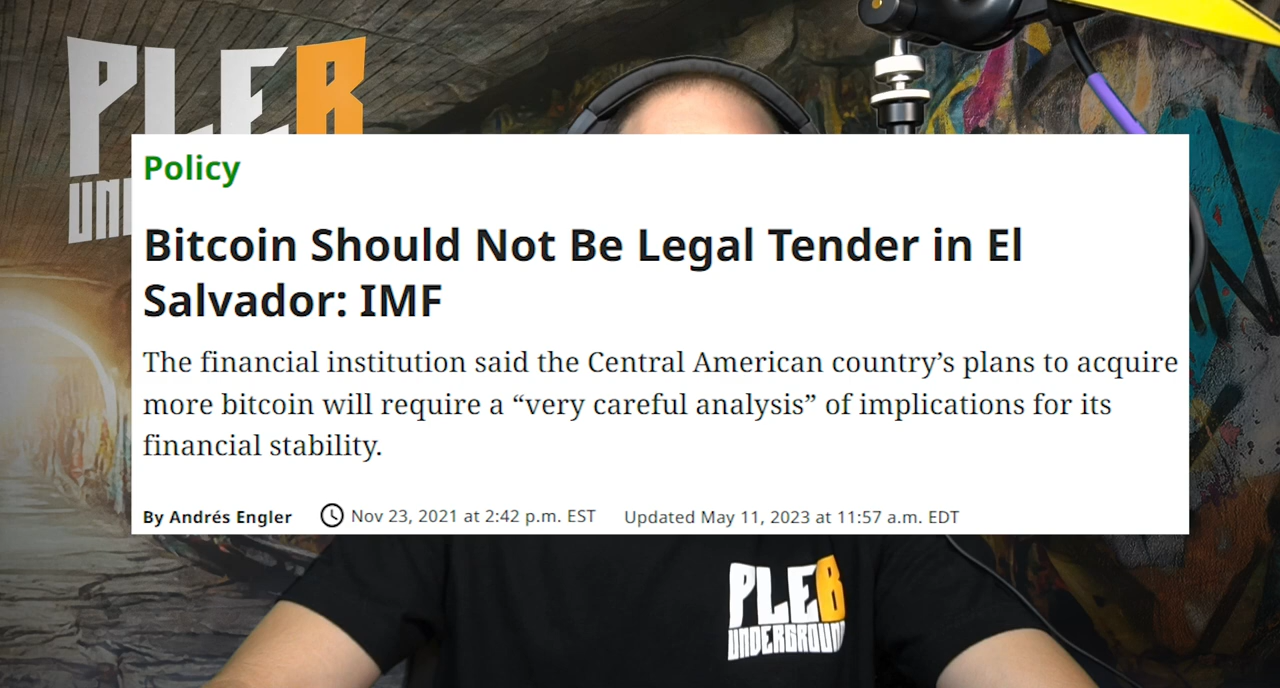 PLEB
UN
Policy
Bitcoin Should Not Be Legal Tender in El
Salvador: IMF
The financial institution said the Central American country’s plans to acquire
more bitcoin will require a “very careful analysis” of implications for its
financial stability.
By Andrés Engler Nov 23, 2021 at 2:42 p.m. EST Updated May 11, 2023 at 11:57 a.m. EDT
PLEB
UNDERGROUND